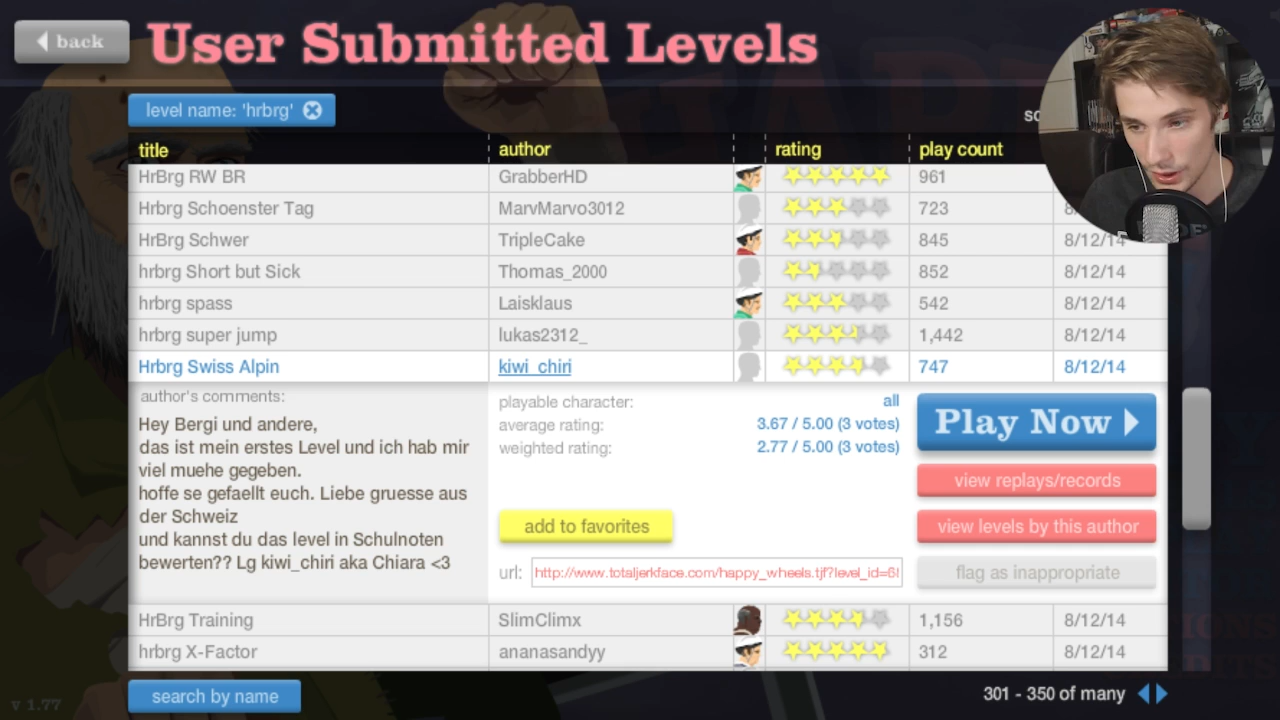 back
User Submitted Levels
level name: 'hrbrg'
title author rating play count
HrBrg RW BR GrabberHD 961
Hrbrg Schoenster Tag MarvMarvo3012 723
HrBrg Schwer TripleCake 845 8/12/14
hrbrg Short but Sick Thomas_2000 852 8/12/14
hrbrg spass Laisklaus 542 8/12/14
hrbrg super jump lukas2312_ 1,442 8/12/14
Hrbrg Swiss Alpin kiwi_chiri 747 8/12/14
author's comments:
Hey Bergi und andere,
das ist mein erstes Level und ich hab mir
viel muehe gegeben.
hoffe se gefaellt euch. Liebe gruesse aus
der Schweiz
und kannst du das level in Schulnoten
bewerten?? Lg kiwi_chiri aka Chiara <3
playable character: all
average rating: 3.67 / 5.00 (3 votes)
weighted rating: 2.77 / 5.00 (3 votes)
add to favorites
url: http://www.totaljerkface.com/happy_wheels.tjf?level_id=6
Play Now
view replays/records
view levels by this author
flag as inappropriate
HrBrg Training SlimClimx 1,156 8/12/14
hrbrg X-Factor ananasandyy 312 8/12/14
search by name
301 - 350 of many
v 1.77